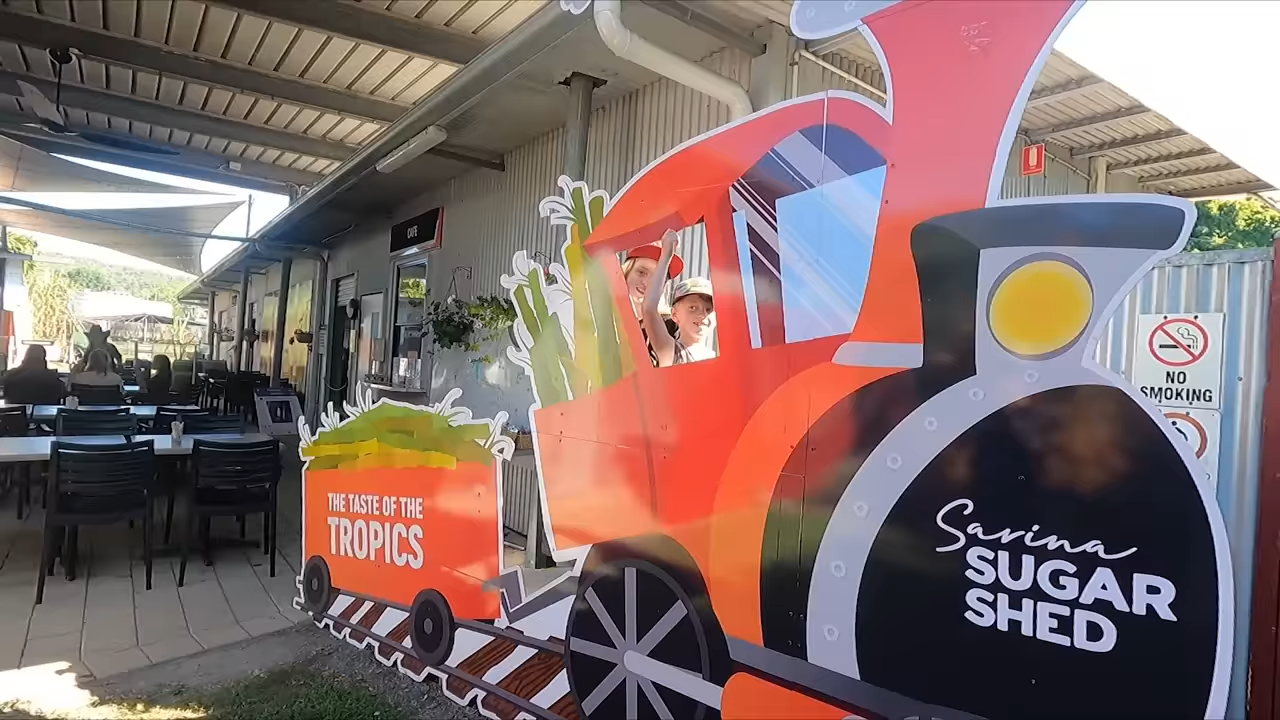 CAFE
THE TASTE OF THE
TROPICS
Sarina
SUGAR
SHED
NO
SMOKING